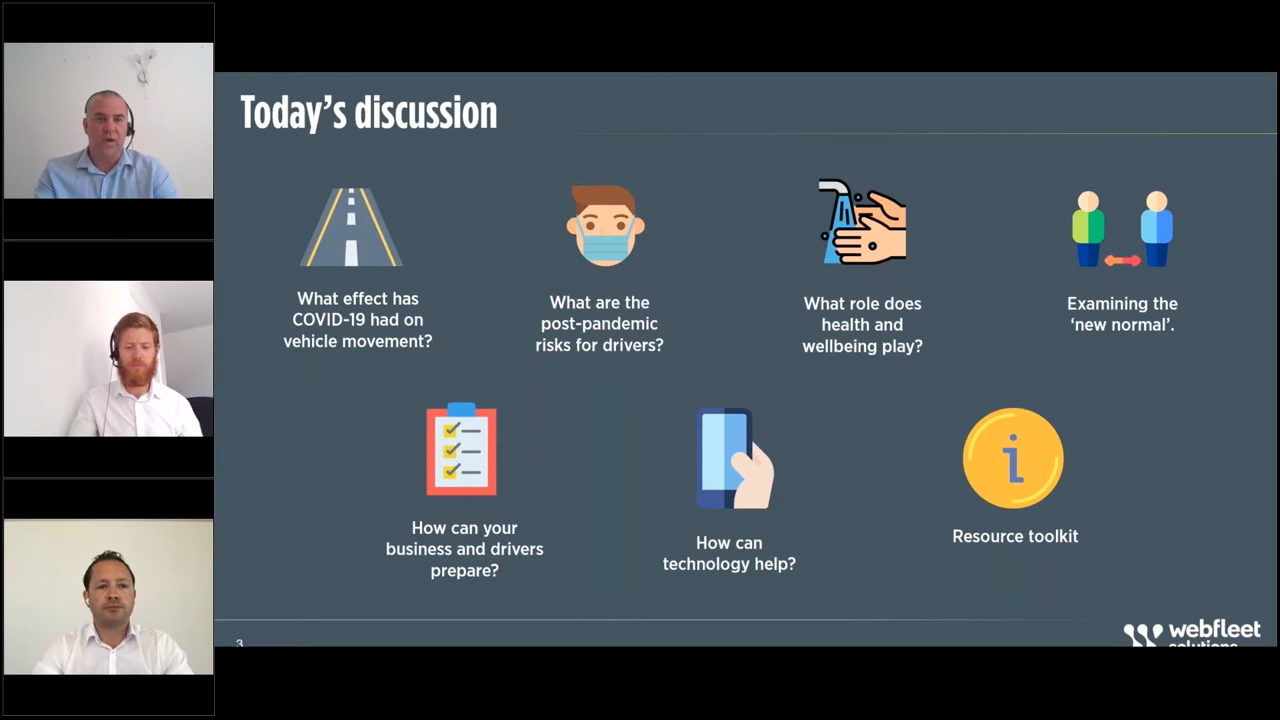 Today's discussion
What effect has
COVID-19 had on
vehicle movement?
What are the
post-pandemic
risks for drivers?
What role does
health and
wellbeing play?
Examining the
‘new normal’.
How can your
business and drivers
prepare?
How can
technology help?
Resource toolkit
3
webfleet
solutions